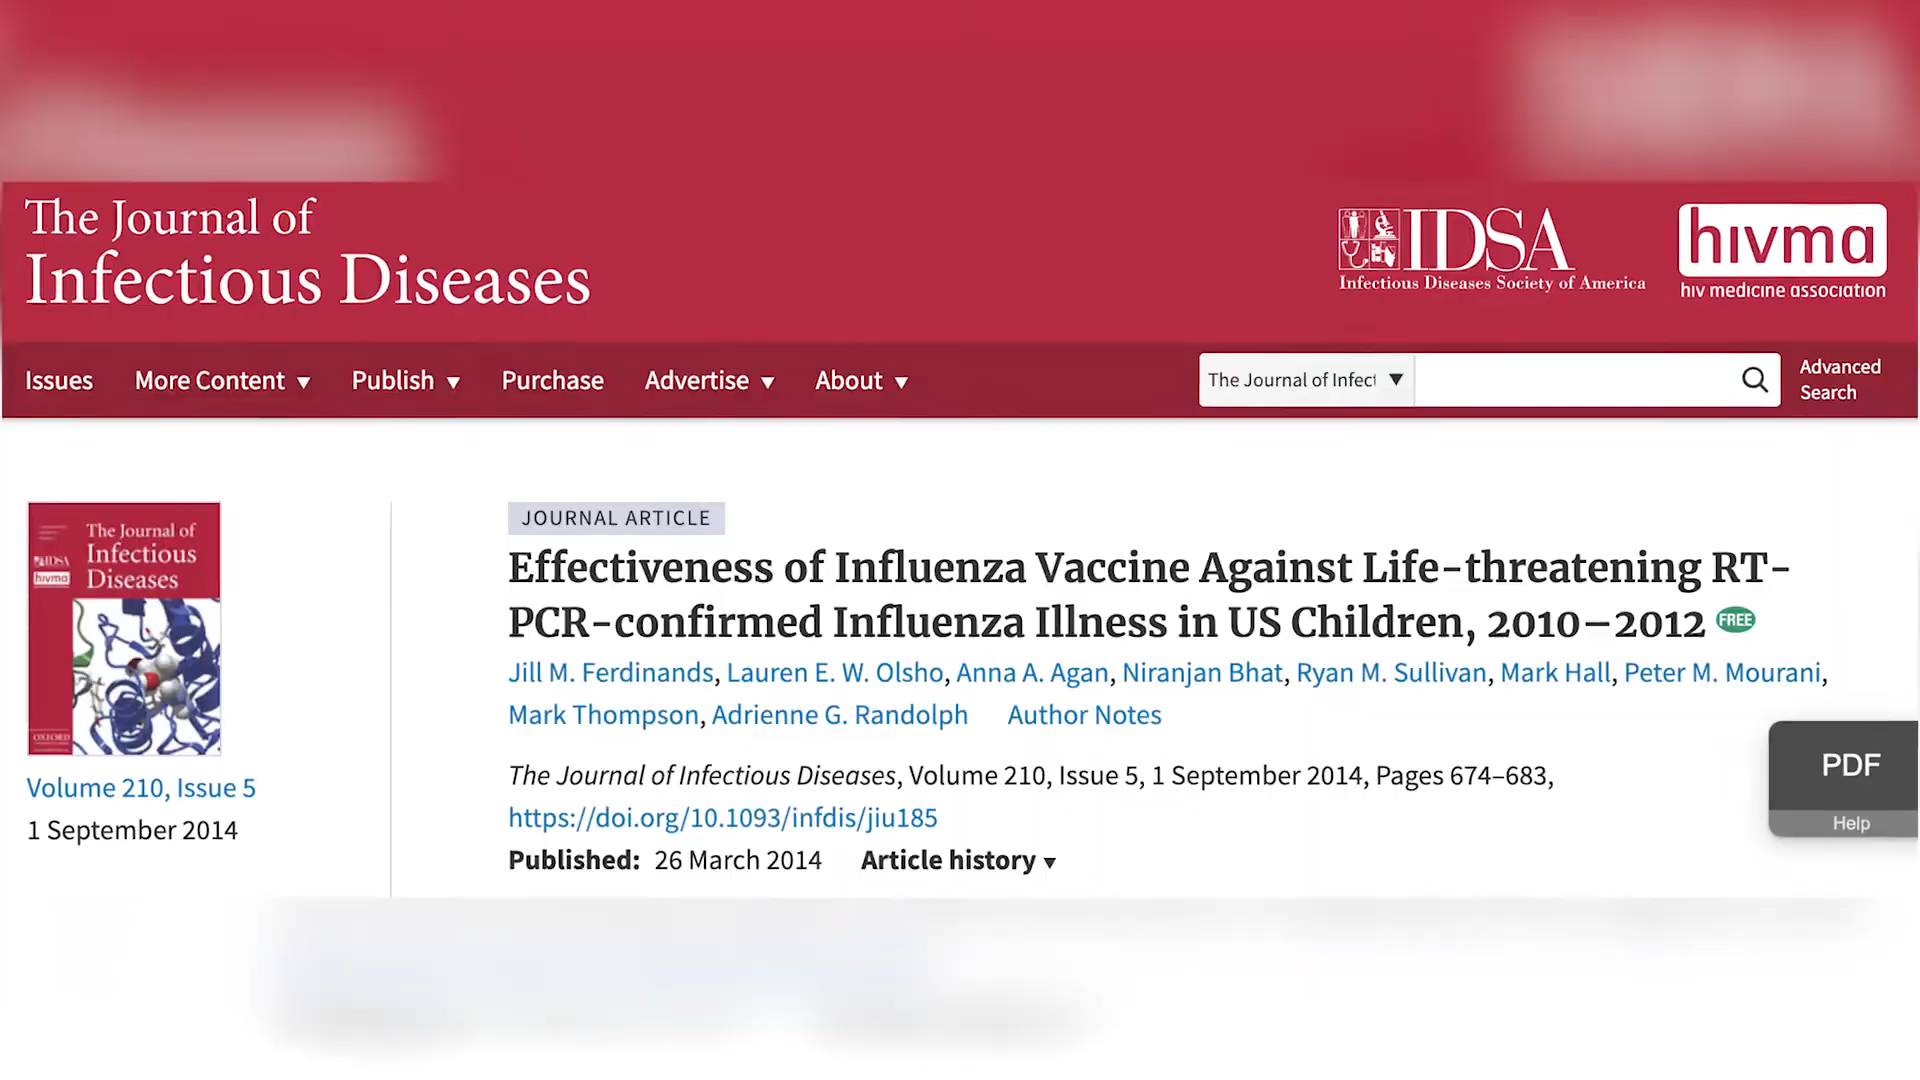 The Journal of
Infectious Diseases
IDSA
Infectious Diseases Society of America
hivma
hiv medicine association
Issues
More Content ▼
Publish ▼
Purchase
Advertise ▼
About ▼
The Journal of Infect ▼
Advanced
Search
The Journal of
Infectious
Diseases
IDSA
hivma
OXFORD
Volume 210, Issue 5
1 September 2014
JOURNAL ARTICLE
Effectiveness of Influenza Vaccine Against Life-threatening RT-
PCR-confirmed Influenza Illness in US Children, 2010–2012 FREE
Jill M. Ferdinands, Lauren E. W. Olsho, Anna A. Agan, Niranjan Bhat, Ryan M. Sullivan, Mark Hall, Peter M. Mourani,
Mark Thompson, Adrienne G. Randolph Author Notes
The Journal of Infectious Diseases, Volume 210, Issue 5, 1 September 2014, Pages 674–683,
https://doi.org/10.1093/infdis/jiu185
Published: 26 March 2014 Article history ▼
PDF
Help